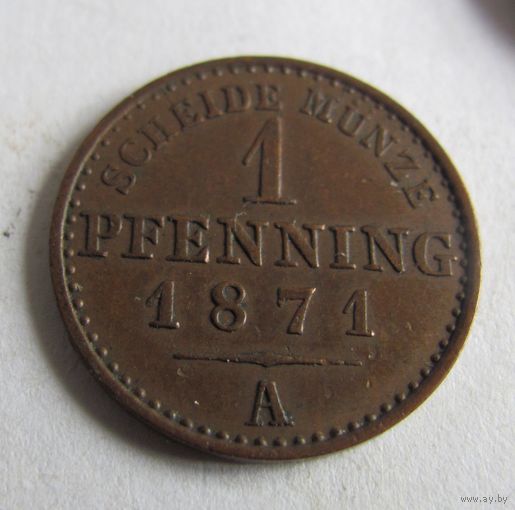 SCHEIDE MÜNZE
1
PFENNING
1871
A
www.ay.by